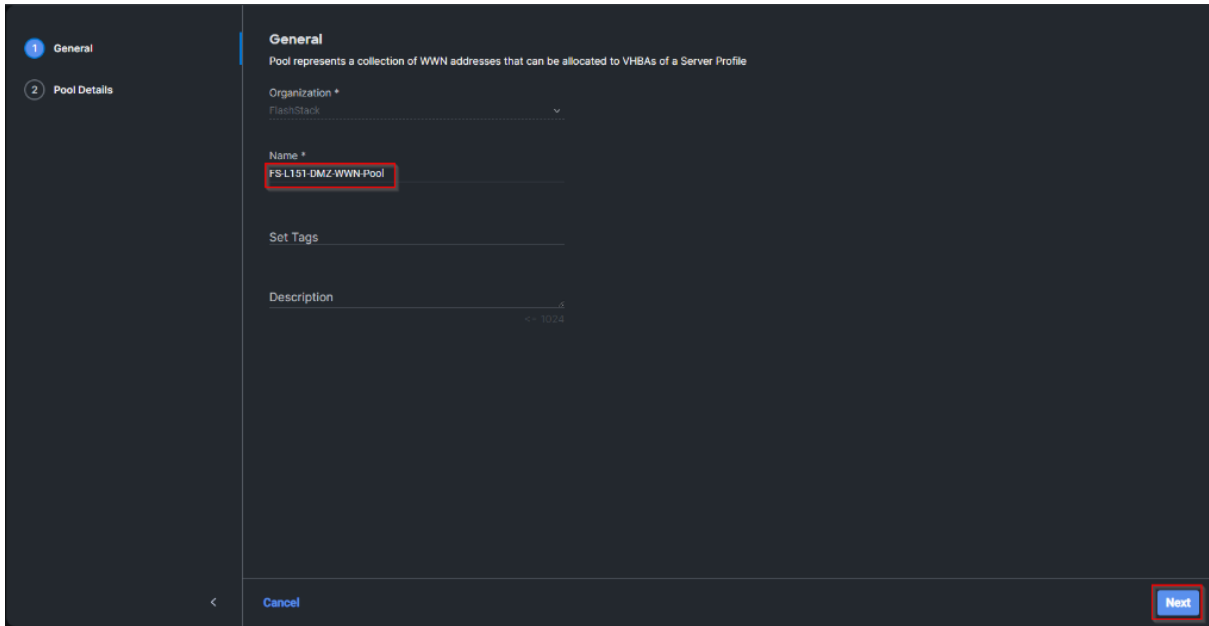 1 General
2 Pool Details
General
Pool represents a collection of WWN addresses that can be allocated to VHBAs of a Server Profile
Organization *
FlashStack
Name *
FS-L151-DMZ-WWN-Pool
Set Tags
Description
<= 1024
Cancel
Next